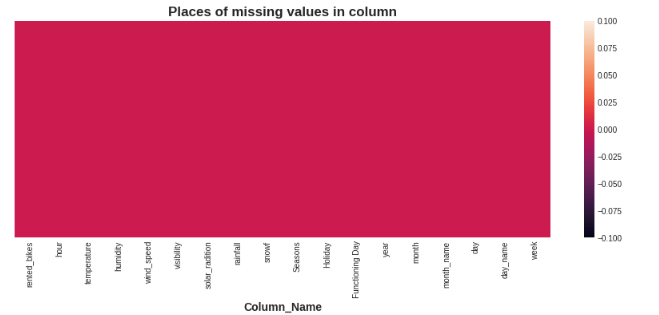 Places of missing values in column
0.100
0.075
0.050
0.025
0.000
−0.025
−0.050
−0.075
−0.100
rented_bikes
hour
temperature
humidity
wind_speed
visibility
solar_radition
rainfall
snowf
Seasons
Holiday
Functioning Day
year
month
month_name
day
day_name
week
Column_Name